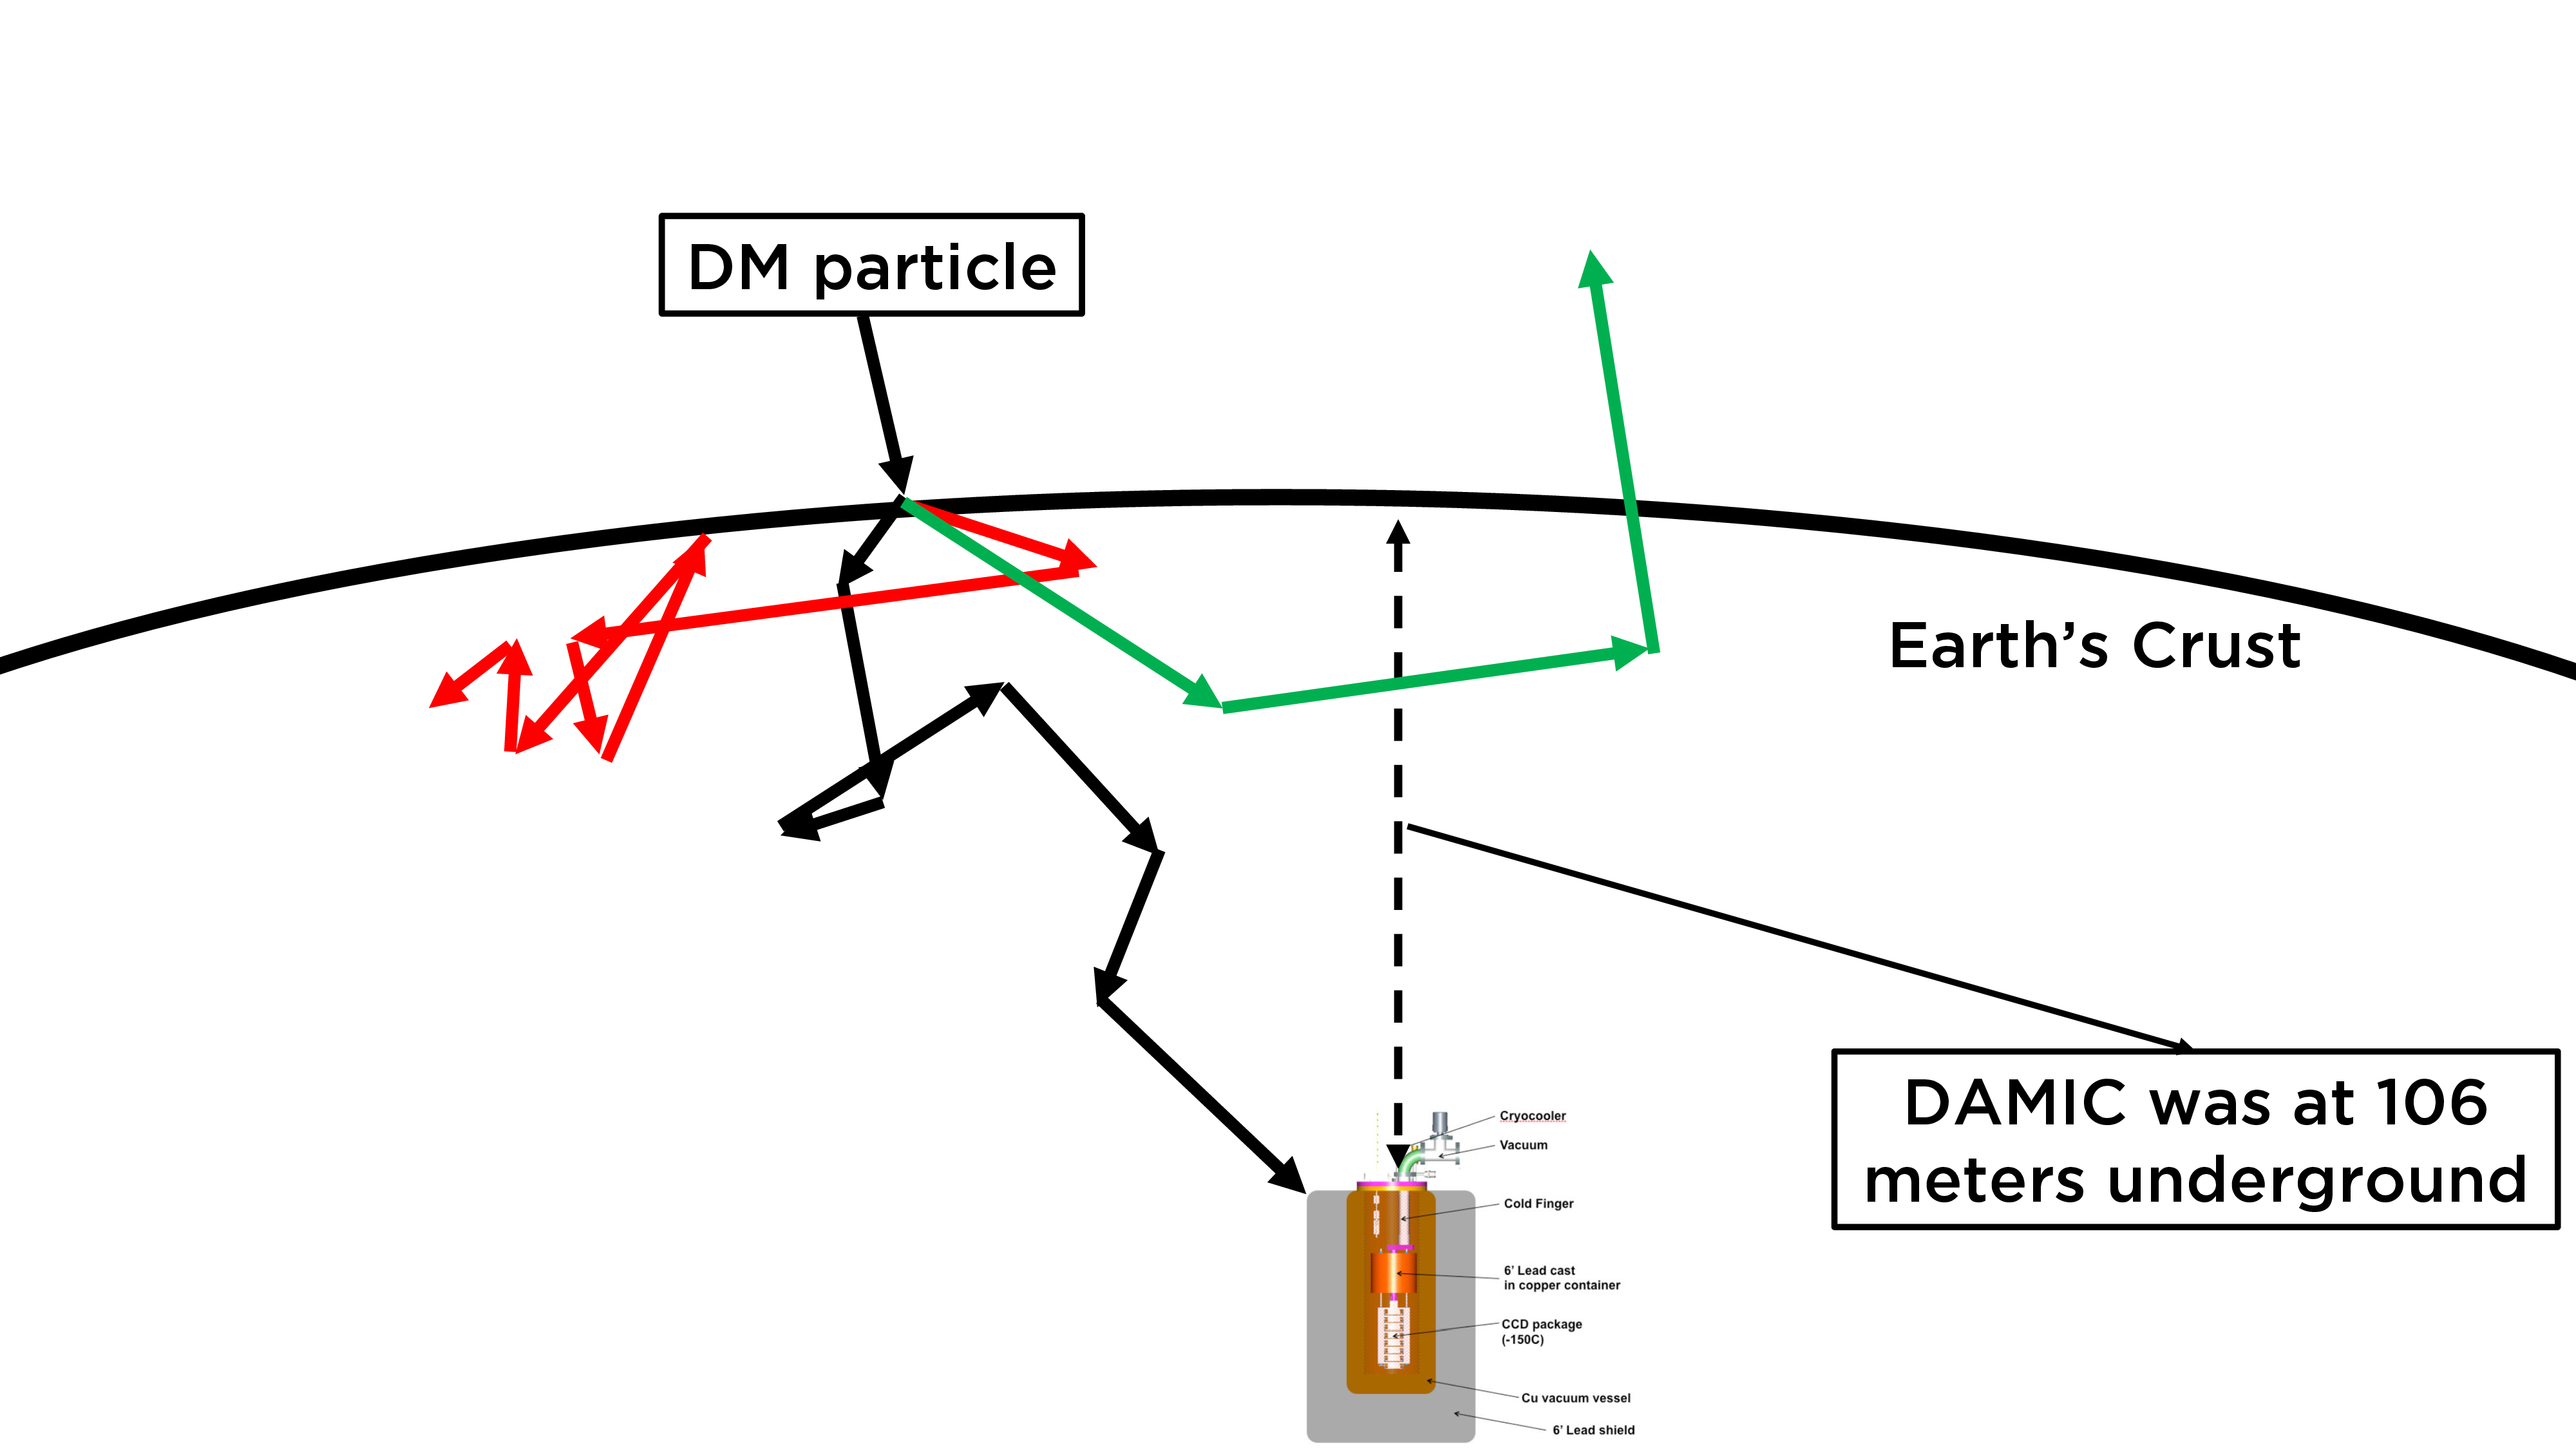 DM particle
Earth’s Crust
DAMIC was at 106
meters underground
Cryocooler
Vacuum
Cold Finger
6’ Lead cast
in copper container
CCD package
(-150C)
Cu vacuum vessel
6’ Lead shield